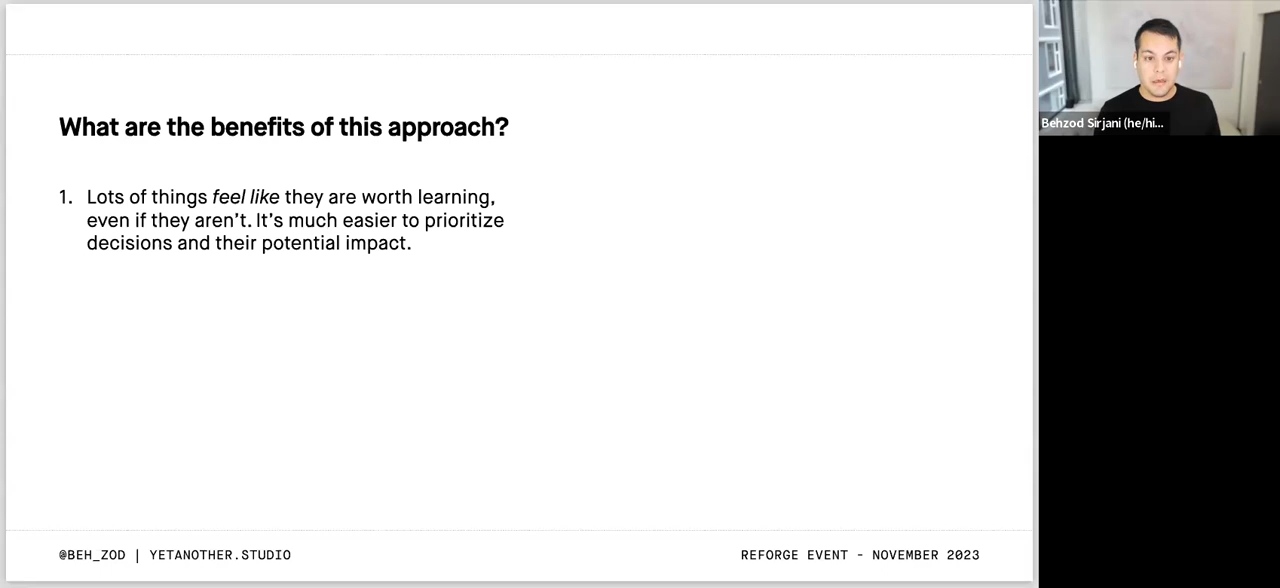 What are the benefits of this approach?
1. Lots of things feel like they are worth learning,
even if they aren’t. It’s much easier to prioritize
decisions and their potential impact.
@BEH_ZOD | YETANOTHER.STUDIO
REFORGE EVENT - NOVEMBER 2023
Behzod Sirjani (he/hi...